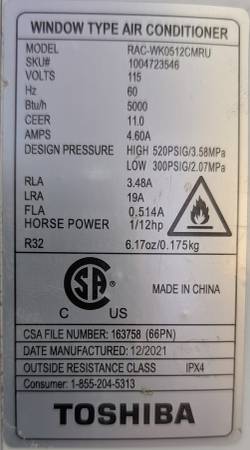 WINDOW TYPE AIR CONDITIONER
MODEL RAC-WK0512CMRU
SKU# 1004723546
VOLTS 115
Hz 60
Btu/h 5000
CEER 11.0
AMPS 4.60A
DESIGN PRESSURE HIGH 520PSIG/3.58MPa
LOW 300PSIG/2.07MPa
RLA 3.48A
LRA 19A
FLA 0.514A
HORSE POWER 1/12hp
R32 6.17oz/0.175kg
CSA
C US
MADE IN CHINA
CSA FILE NUMBER: 163758 (66PN)
DATE MANUFACTURED: 12/2021
OUTSIDE RESISTANCE CLASS IPX4
Consumer: 1-855-204-5313
TOSHIBA